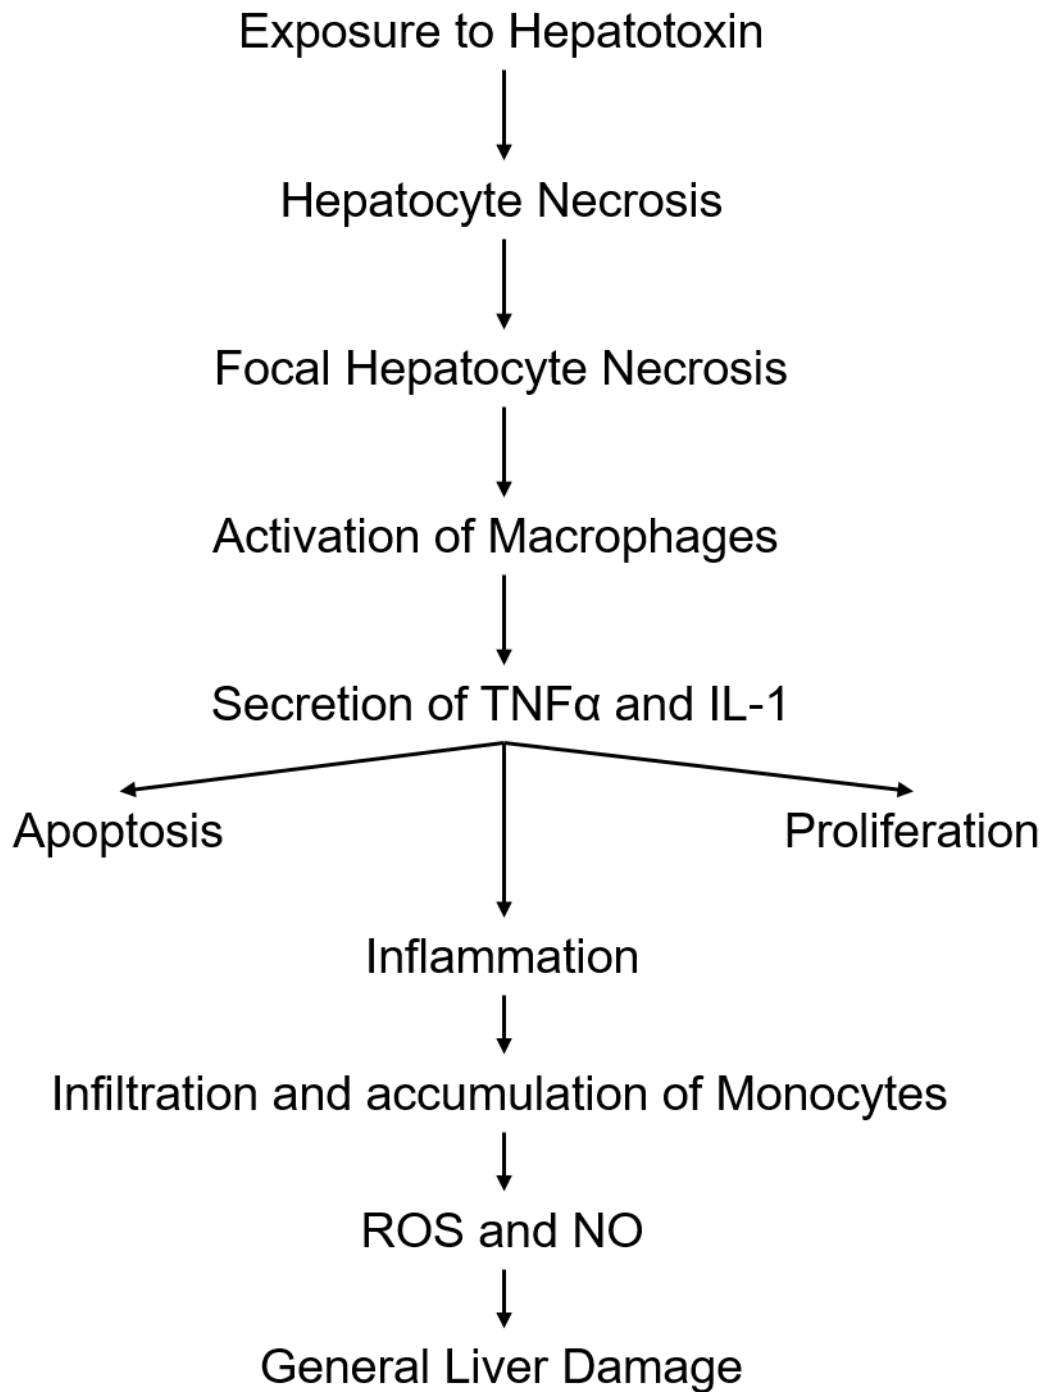 Exposure to Hepatotoxin
Hepatocyte Necrosis
Focal Hepatocyte Necrosis
Activation of Macrophages
Secretion of TNFα and IL-1
Apoptosis
Proliferation
Inflammation
Infiltration and accumulation of Monocytes
ROS and NO
General Liver Damage